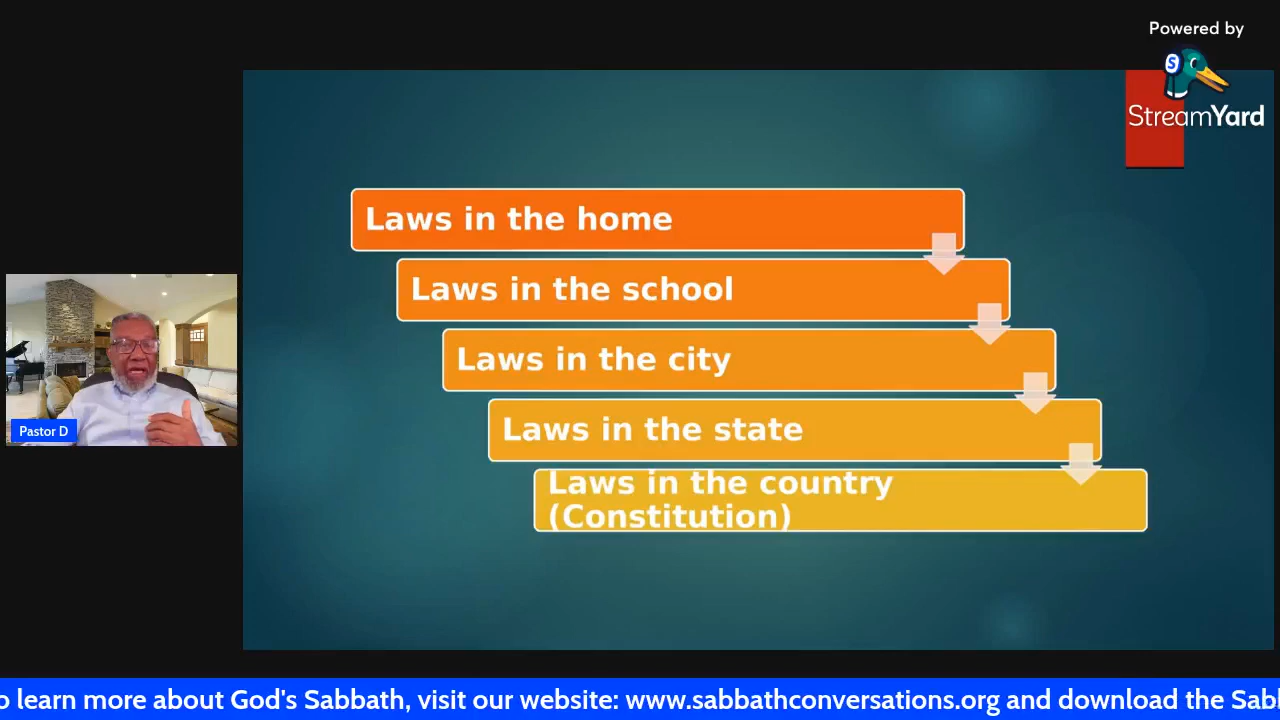 Powered by
StreamYard
Laws in the home
Laws in the school
Laws in the city
Laws in the state
Laws in the country
(Constitution)
Pastor D
o learn more about God's Sabbath, visit our website: www.sabbathconversations.org and download the Sabb